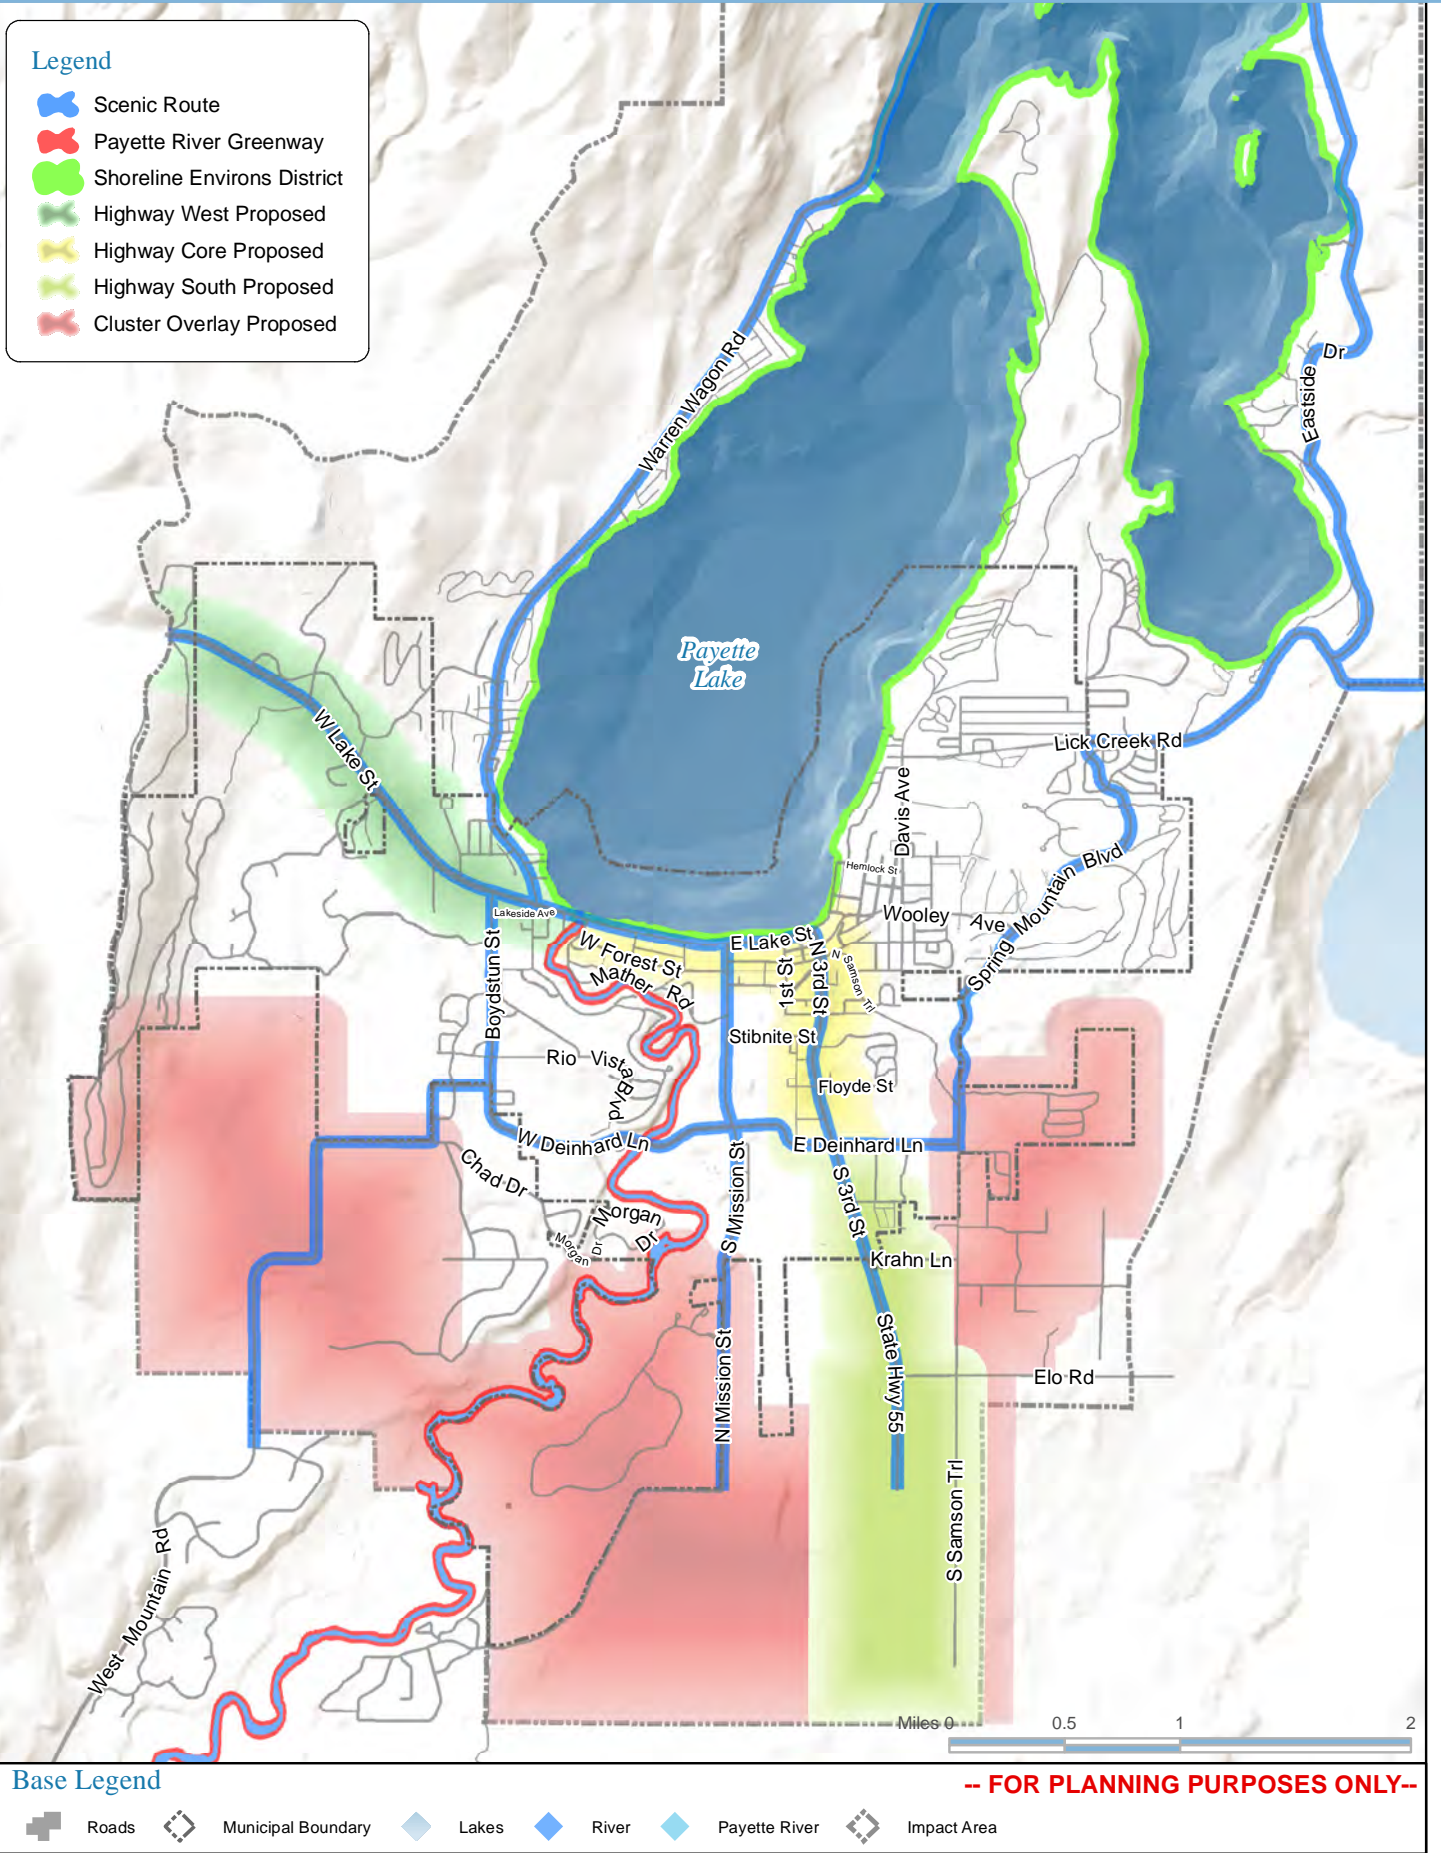 Legend
Scenic Route
Payette River Greenway
Shoreline Environs District
Highway West Proposed
Highway Core Proposed
Highway South Proposed
Cluster Overlay Proposed
Warren Wagon Rd
Eastside Dr
Payette
Lake
W Lake St
Lick Creek Rd
Davis Ave
Hemlock St
Spring Mountain Blvd
Wooley Ave
Lakeside Ave
E Lake St
W Forest St
Mather Rd
N 3rd St
1st St
N Samson Trl
Boydstun St
Stibnite St
Rio Vista Blvd
Floyde St
W Deinhard Ln
E Deinhard Ln
Chad Dr
S Mission St
S 3rd St
Morgan Dr
Morgan Dr
Krahn Ln
State Hwy 55
N Mission St
Elo Rd
S Samson Trl
West Mountain Rd
Miles 0 0.5 1 2
Base Legend
-- FOR PLANNING PURPOSES ONLY--
Roads Municipal Boundary Lakes River Payette River Impact Area